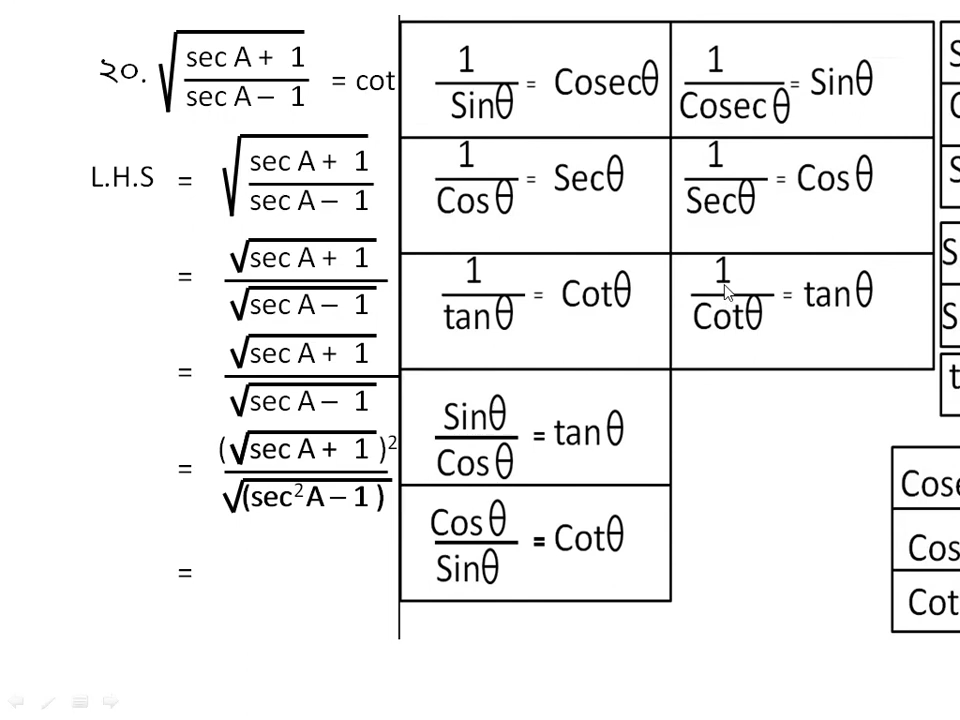 ২০. √((sec A + 1)/(sec A – 1)) = cot
L.H.S = √((sec A + 1)/(sec A – 1))
= √(sec A + 1)/√(sec A – 1)
= √(sec A + 1)/√(sec A – 1)
= (√(sec A + 1))²/√(sec²A – 1)
=
1/Sinθ = Cosecθ
1/Cosecθ = Sinθ
1/Cosθ = Secθ
1/Secθ = Cosθ
1/tanθ = Cotθ
1/Cotθ = tanθ
Sinθ/Cosθ = tanθ
Cosθ/Sinθ = Cotθ
S
S
S
S
t
Cos
Cot